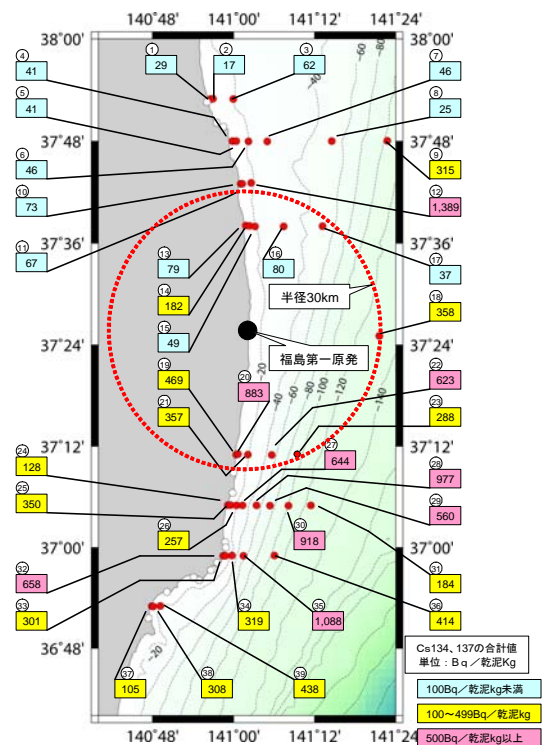 140°48' 141°00' 141°12' 141°24'
38°00'
① ② ③
29 17 62
④ ⑦
41 46
⑤ ⑧
41 25
37°48' 37°48'
⑥ ⑨
46 315
⑩ ⑫
73 1,389
37°36' 37°36'
⑪ ⑬ ⑯ ⑰
67 79 80 37
⑭ ⑱
182 半径30km 358
⑮
49
37°24' 37°24'
福島第一原発
⑲ ⑳ ㉒
469 883 623
㉑ ㉓
357 288
37°12' 37°12'
㉔ ㉗ ㉘
128 644 977
㉕ ㉙
350 560
㉖ ㉚
257 918
37°00' 37°00'
㉛
184
㉜ ㉞ ㉟ ㊱
658 319 1,088 414
㉝
301
36°48'
㊲ ㊳ ㊴
105 308 438
-40 -60 -80
-20 -40 -60 -80 -100 -120 -140
-20
Cs134、137の合計値
単位：Bq／乾泥Kg
100Bq／乾泥kg未満
100～499Bq／乾泥kg
500Bq／乾泥kg以上
140°48' 141°00' 141°12' 141°24'